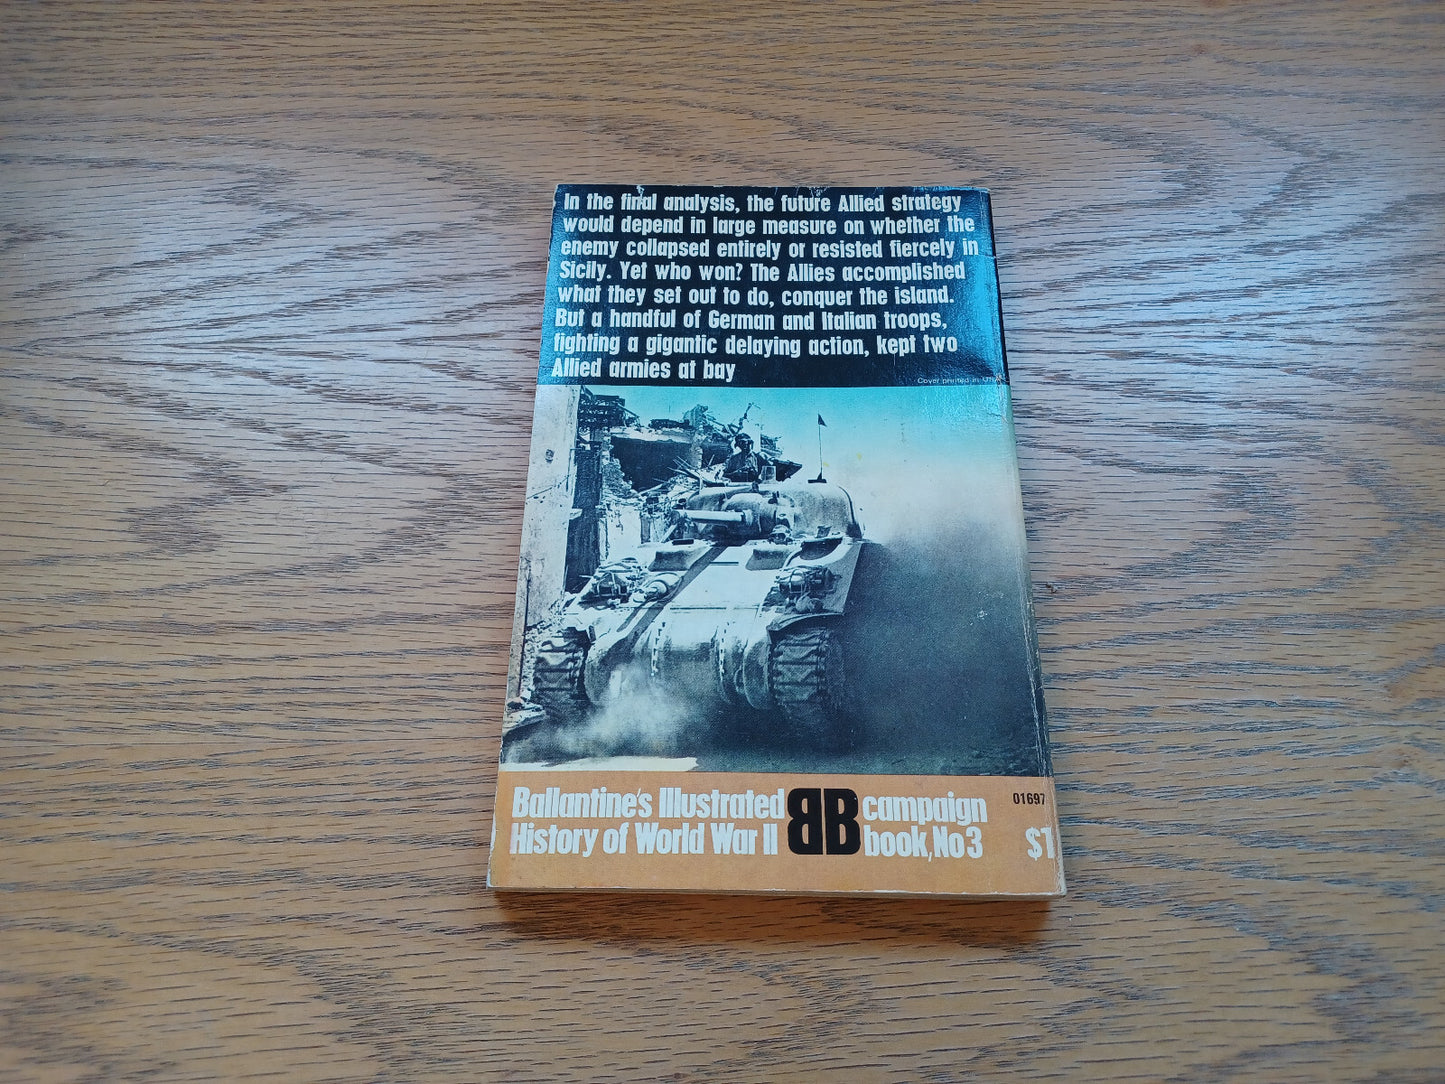 In the final analysis, the future Allied strategy
would depend in large measure on whether the
enemy collapsed entirely or resisted fiercely in
Sicily. Yet who won? The Allies accomplished
what they set out to do, conquer the island.
But a handful of German and Italian troops,
fighting a gigantic delaying action, kept two
Allied armies at bay
Cover printed in
Ballantine's Illustrated
History of World War II
BB
campaign
book, No 3
01697
$1